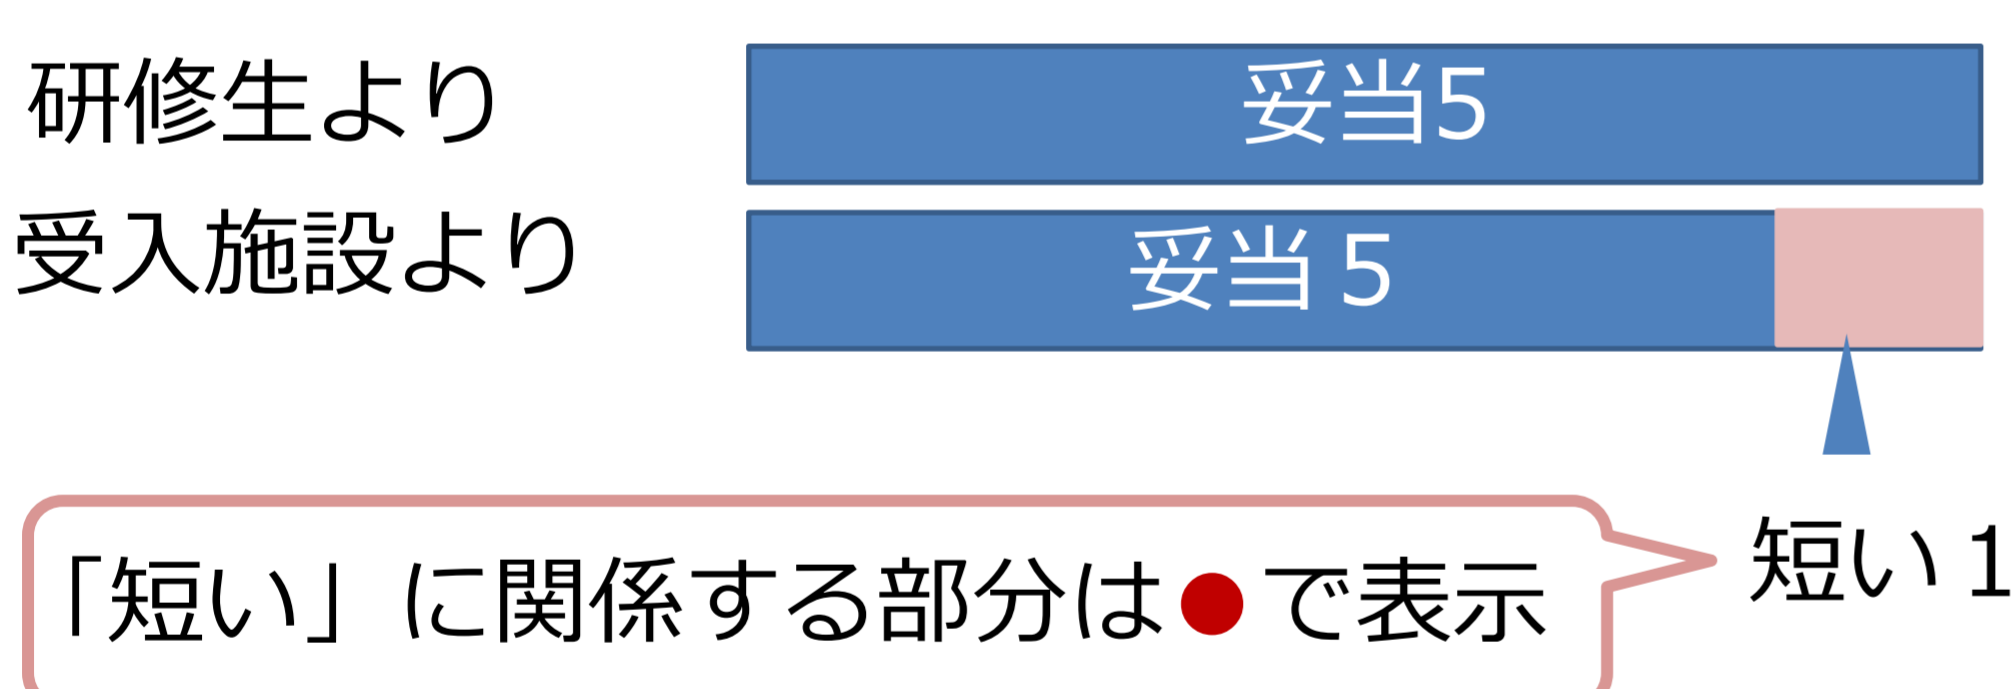 研修生より
妥当5
受入施設より
妥当5
短い1
「短い」に関係する部分は●で表示